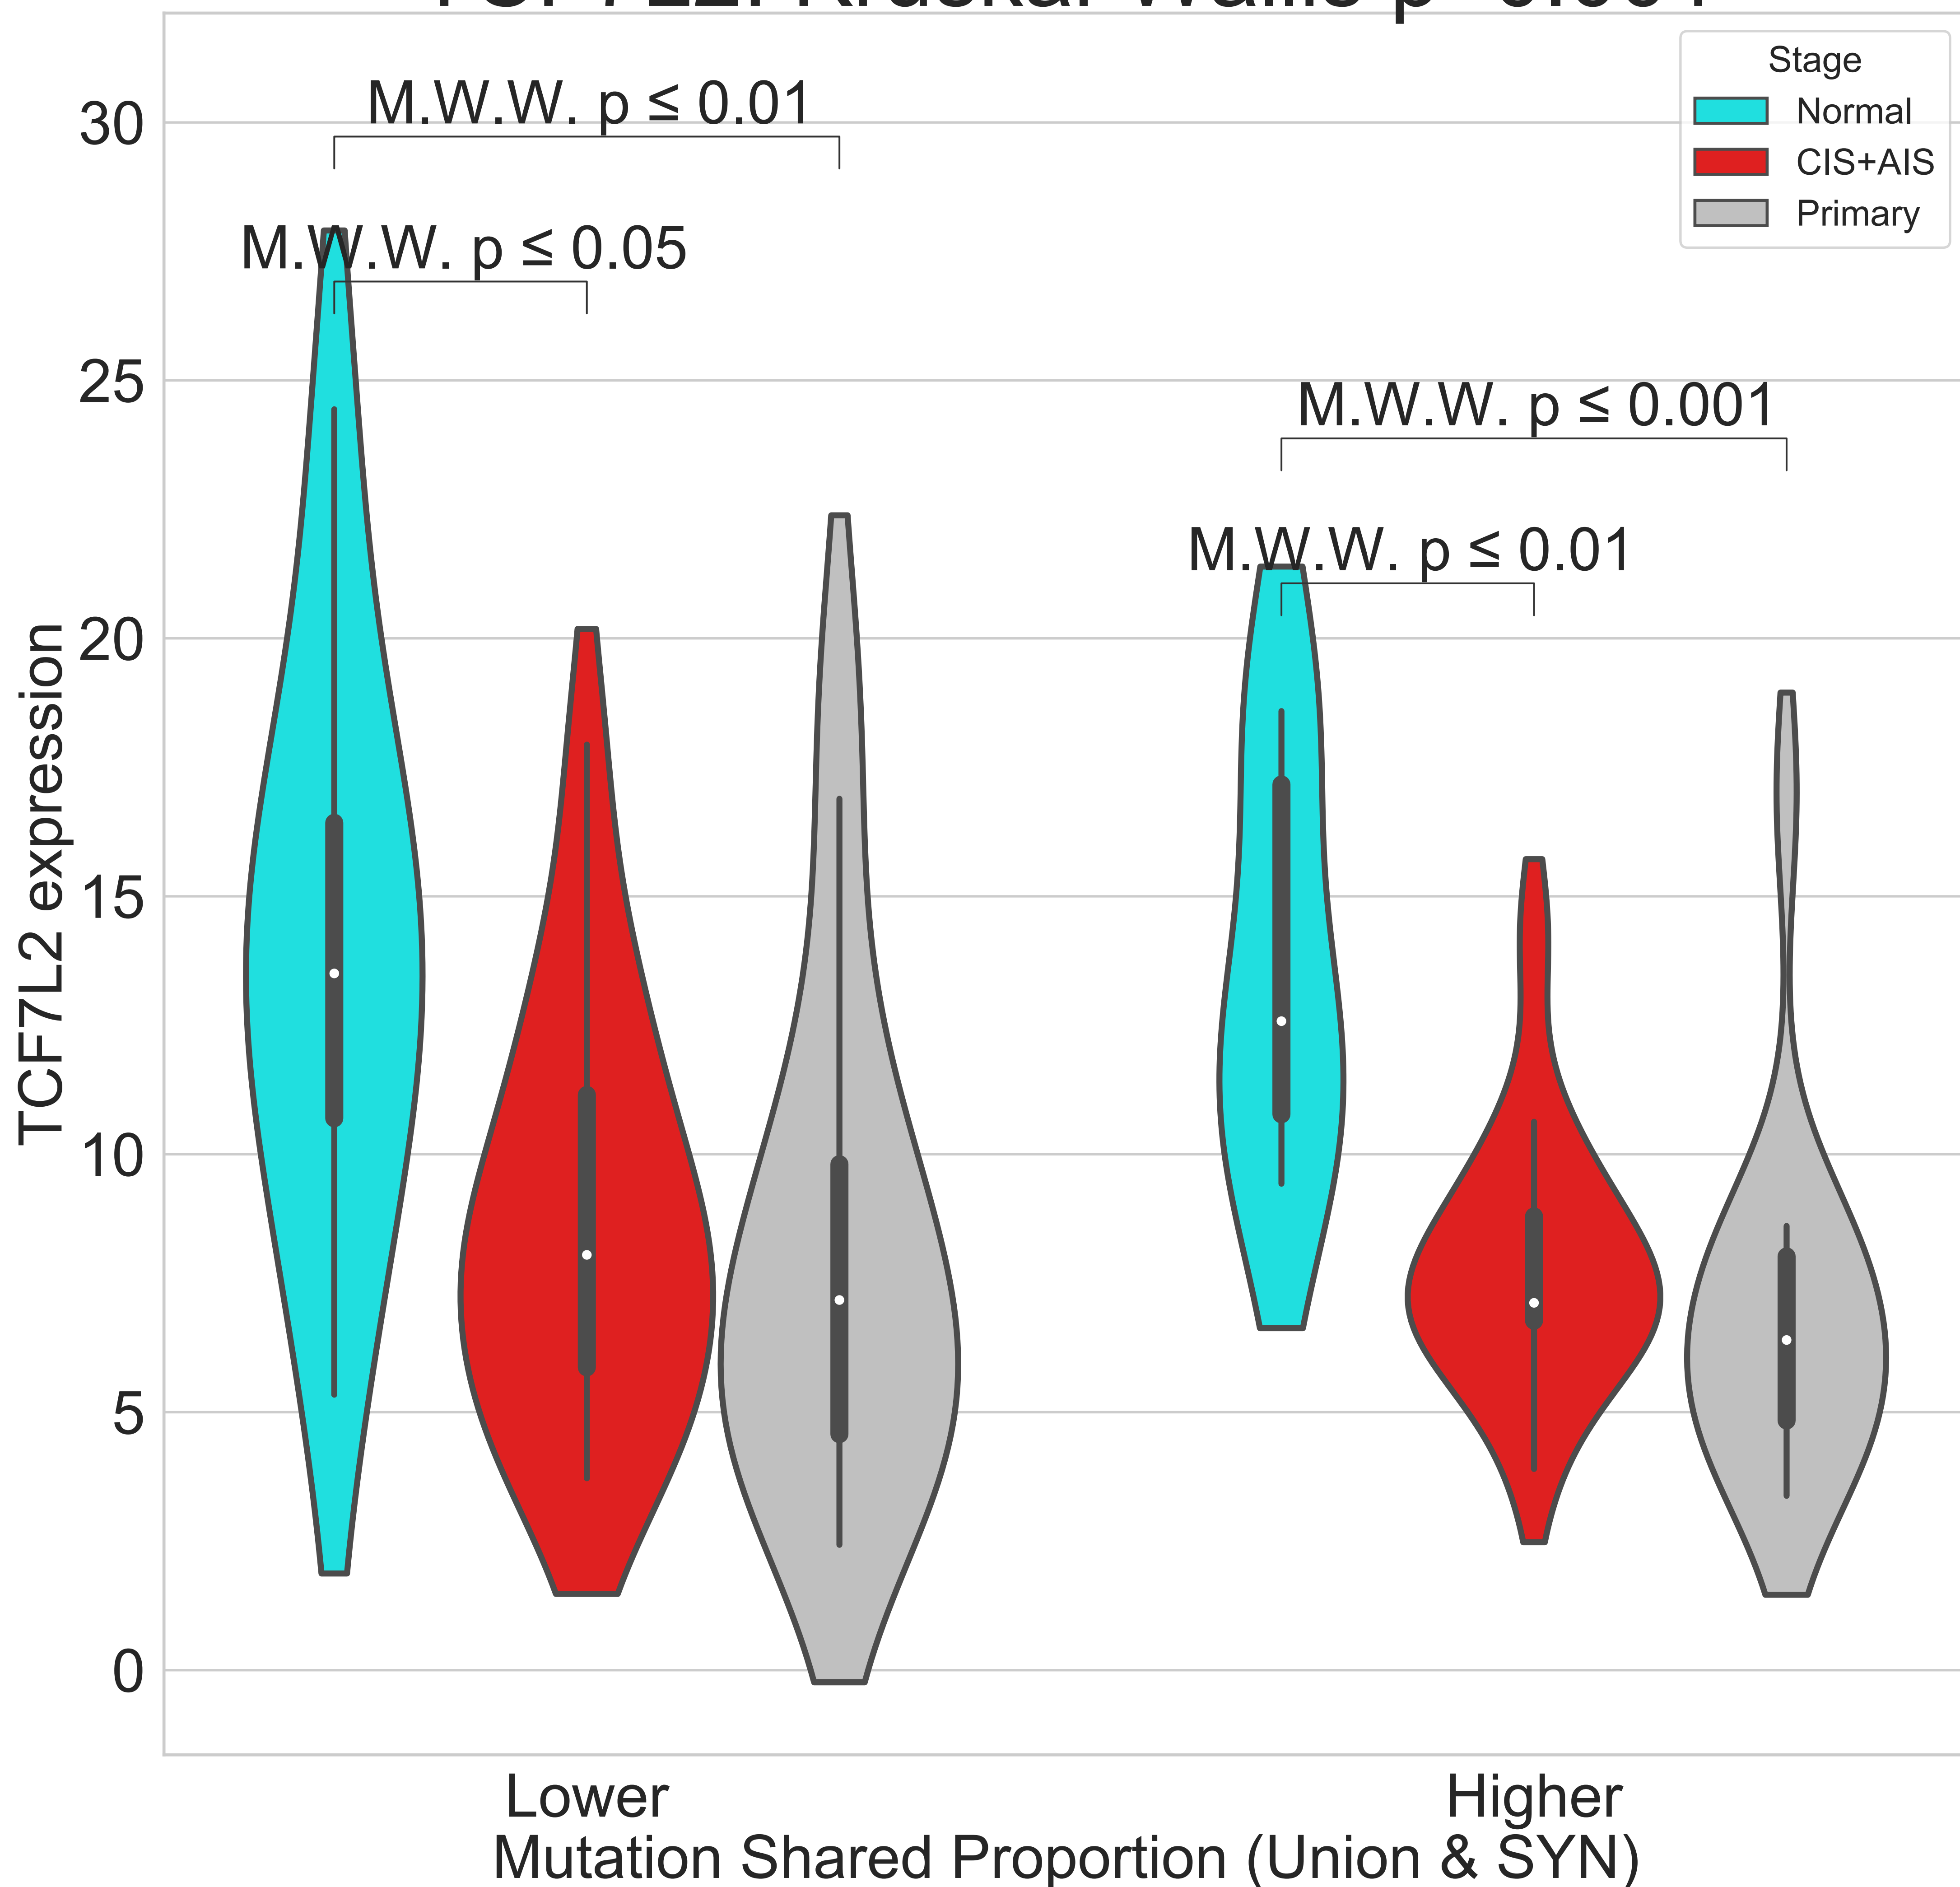 Stage
Normal
CIS+AIS
Primary
M.W.W. p ≤ 0.01
M.W.W. p ≤ 0.05
M.W.W. p ≤ 0.001
M.W.W. p ≤ 0.01
30
25
20
15
10
5
0
TCF7L2 expression
Lower
Higher
Mutation Shared Proportion (Union & SYN)